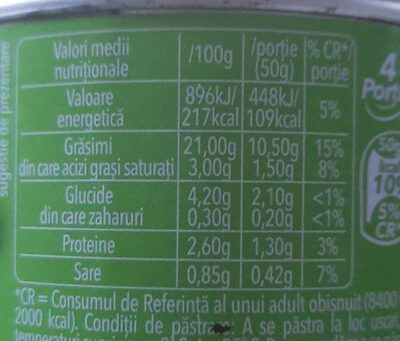 sugestie de prezentare
Valori medii nutriționale /100g /porție (50g) % CR*/ porție
Valoare energetică 896kJ/ 217kcal 448kJ/ 109kcal 5%
Grăsimi 21,00g 10,50g 15%
din care acizi grași saturați 3,00g 1,50g 8%
Glucide 4,20g 2,10g <1%
din care zaharuri 0,30g 0,20g <1%
Proteine 2,60g 1,30g 3%
Sare 0,85g 0,42g 7%
4
Porț
50g
5%
CR*
*CR = Consumul de Referință al unui adult obișnuit (8400
2000 kcal). Condiții de păstrare: A se păstra la loc uscat,